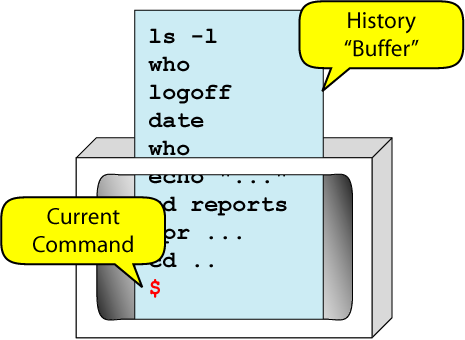 History
“Buffer”
ls -l
who
logoff
date
who
echo "..."
reports
...
..
$
Current
Command